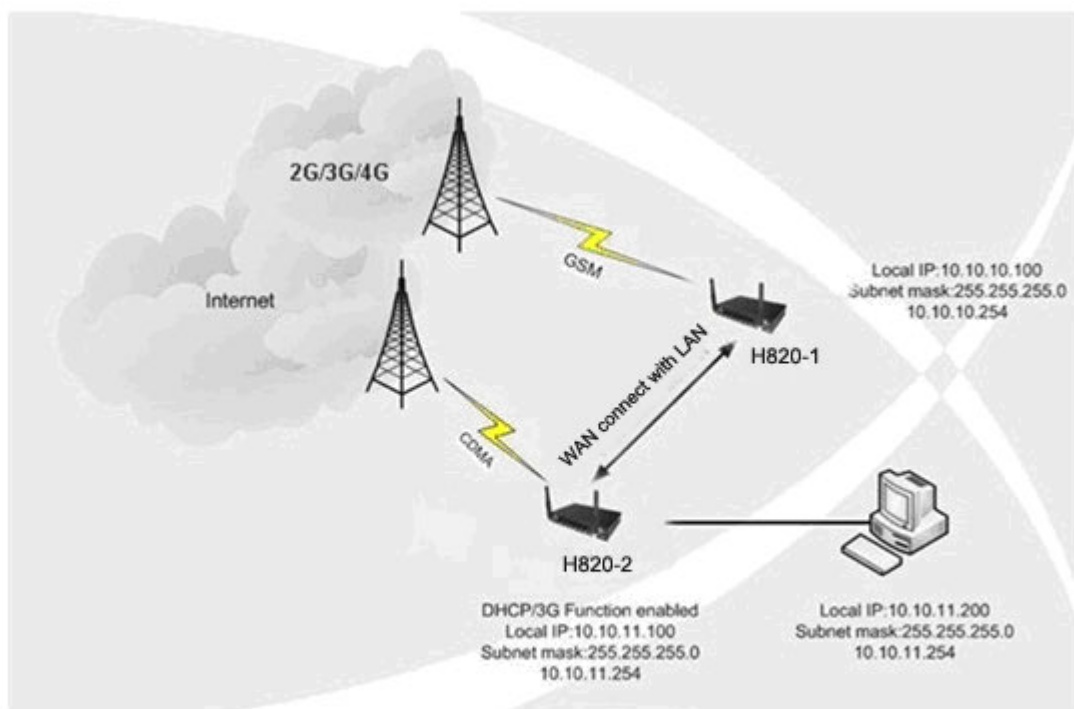 2G/3G/4G
GSM
Internet
Local IP:10.10.10.100
Subnet mask:255.255.255.0
10.10.10.254
H820-1
WAN connect with LAN
CDMA
H820-2
DHCP/3G Function enabled
Local IP:10.10.11.100
Subnet mask:255.255.255.0
10.10.11.254
Local IP:10.10.11.200
Subnet mask:255.255.255.0
10.10.11.254